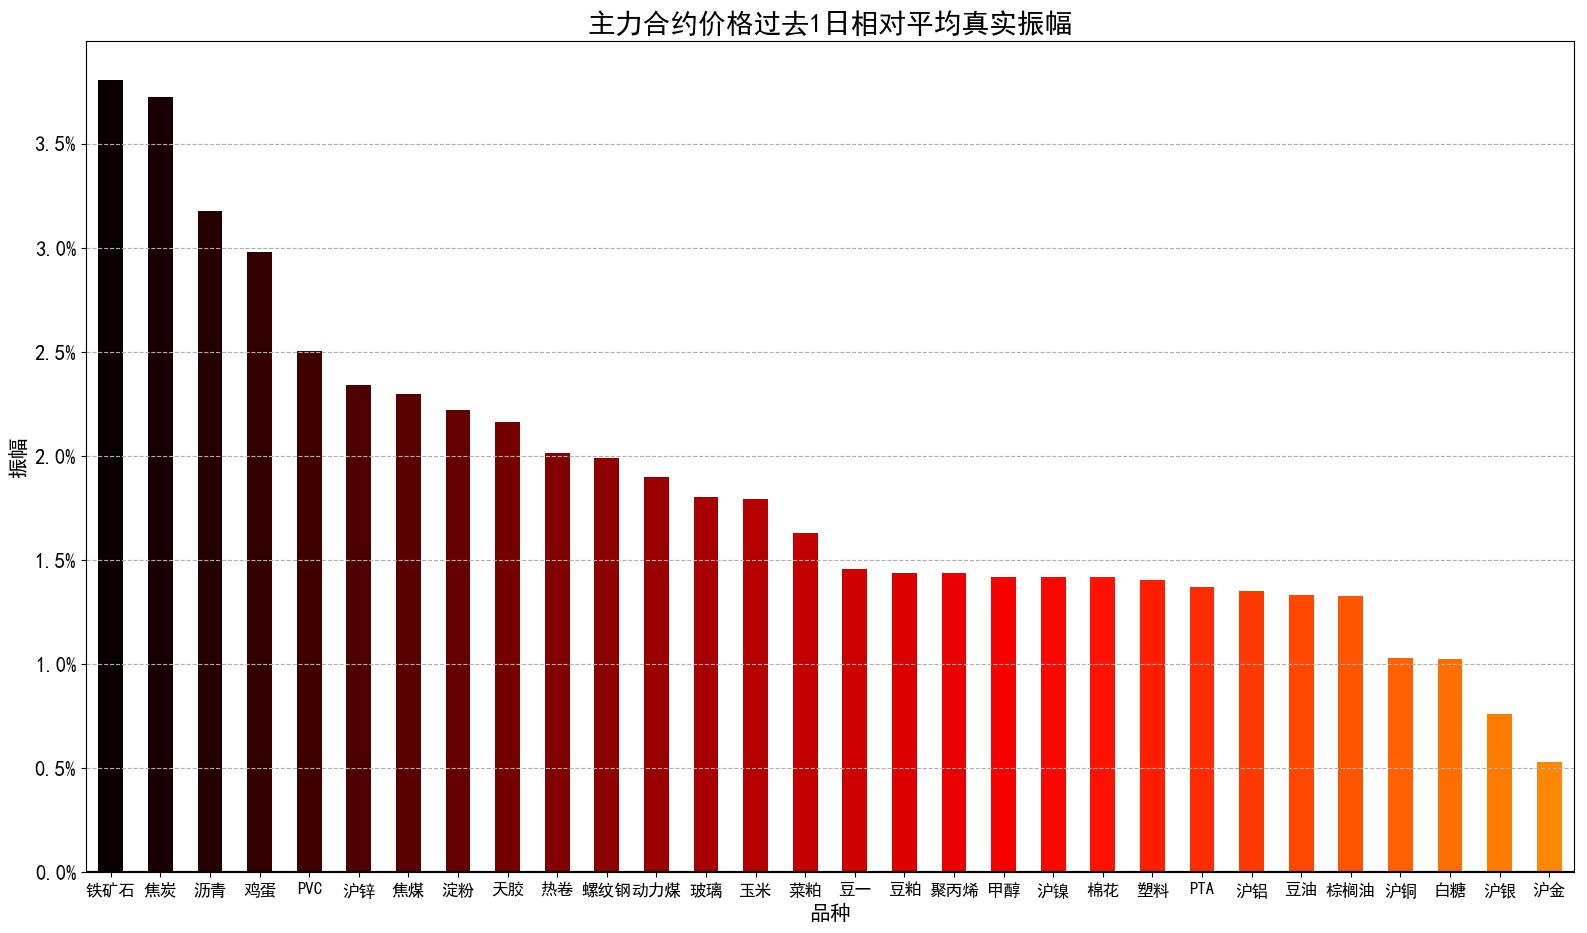 主力合约价格过去1日相对平均真实振幅
振幅
3.5%
3.0%
2.5%
2.0%
1.5%
1.0%
0.5%
0.0%
铁矿石 焦炭 沥青 鸡蛋 PVC 沪锌 焦煤 淀粉 天胶 热卷 螺纹钢 动力煤 玻璃 玉米 菜粕 豆一 豆粕 聚丙烯 甲醇 沪镍 棉花 塑料 PTA 沪铝 豆油 棕榈油 沪铜 白糖 沪银 沪金
品种